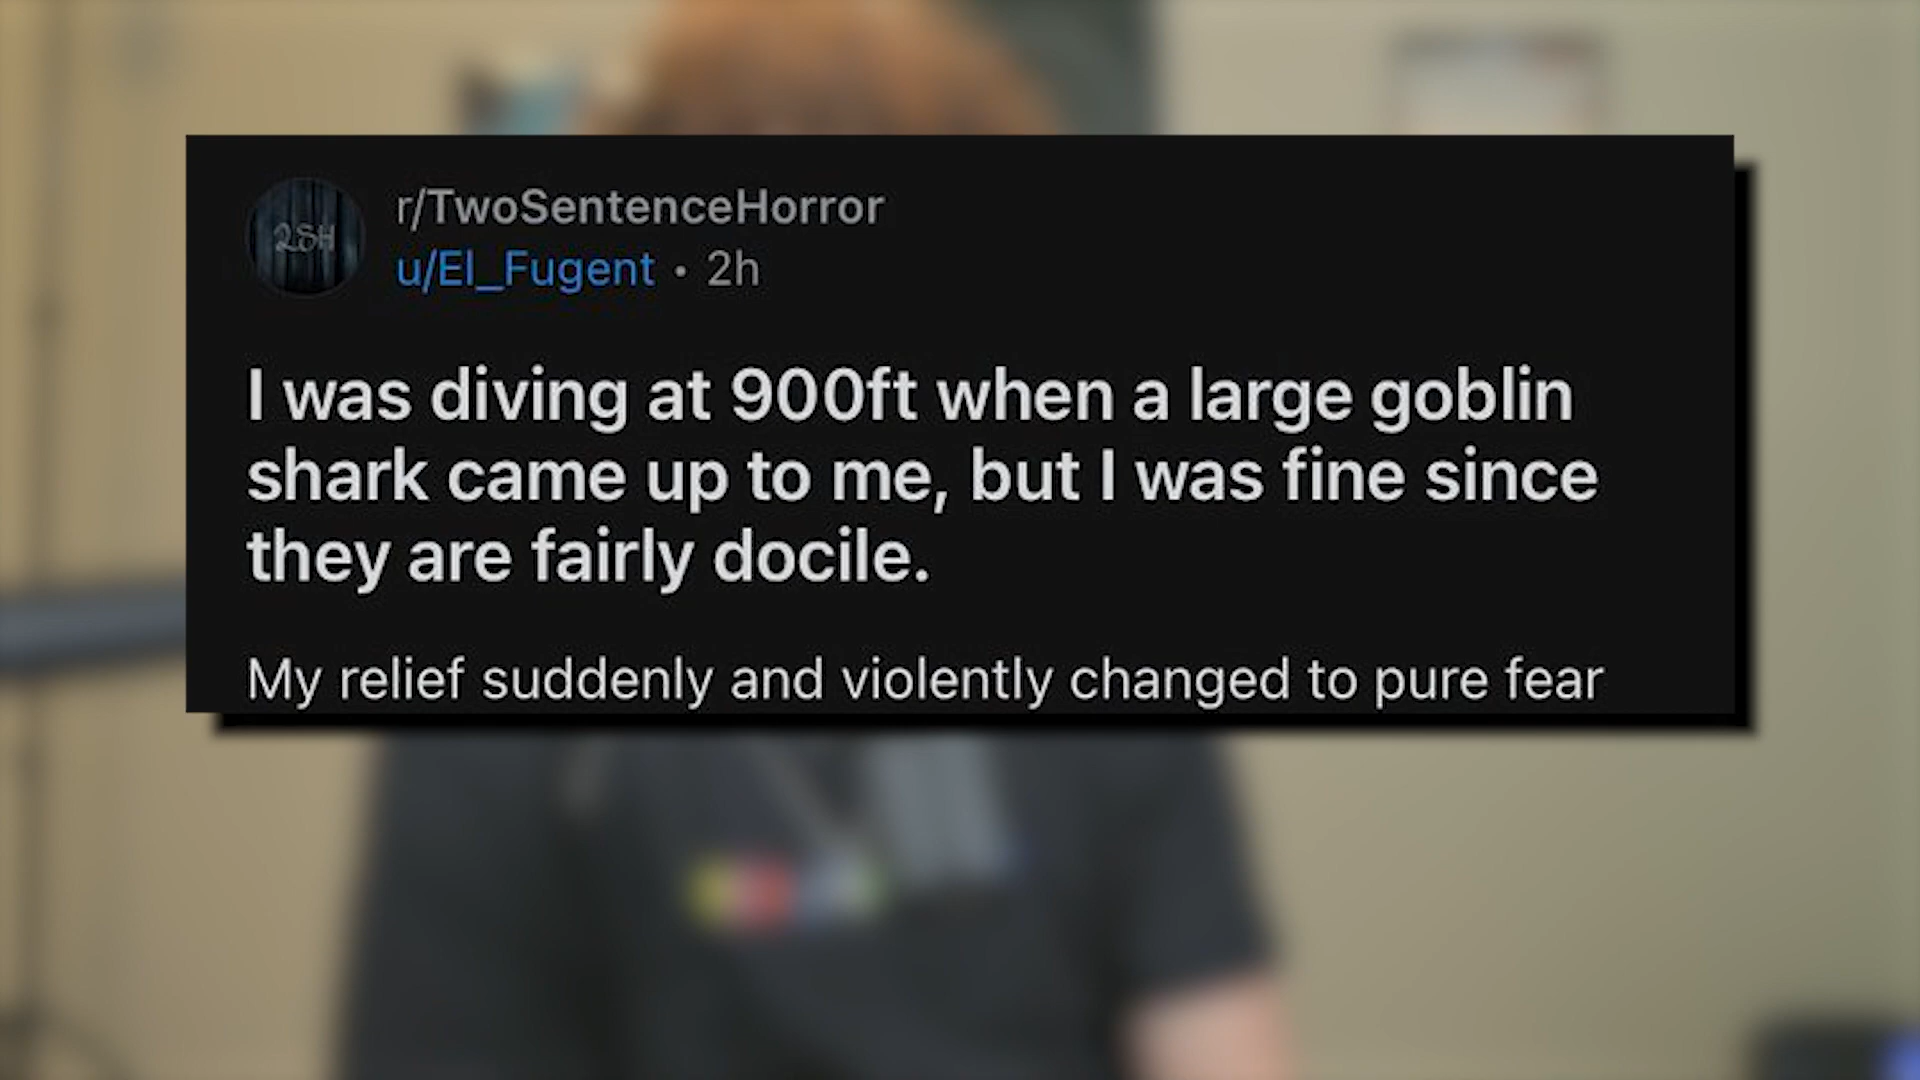 2SH
r/TwoSentenceHorror
u/El_Fugent • 2h
I was diving at 900ft when a large goblin
shark came up to me, but I was fine since
they are fairly docile.
My relief suddenly and violently changed to pure fear